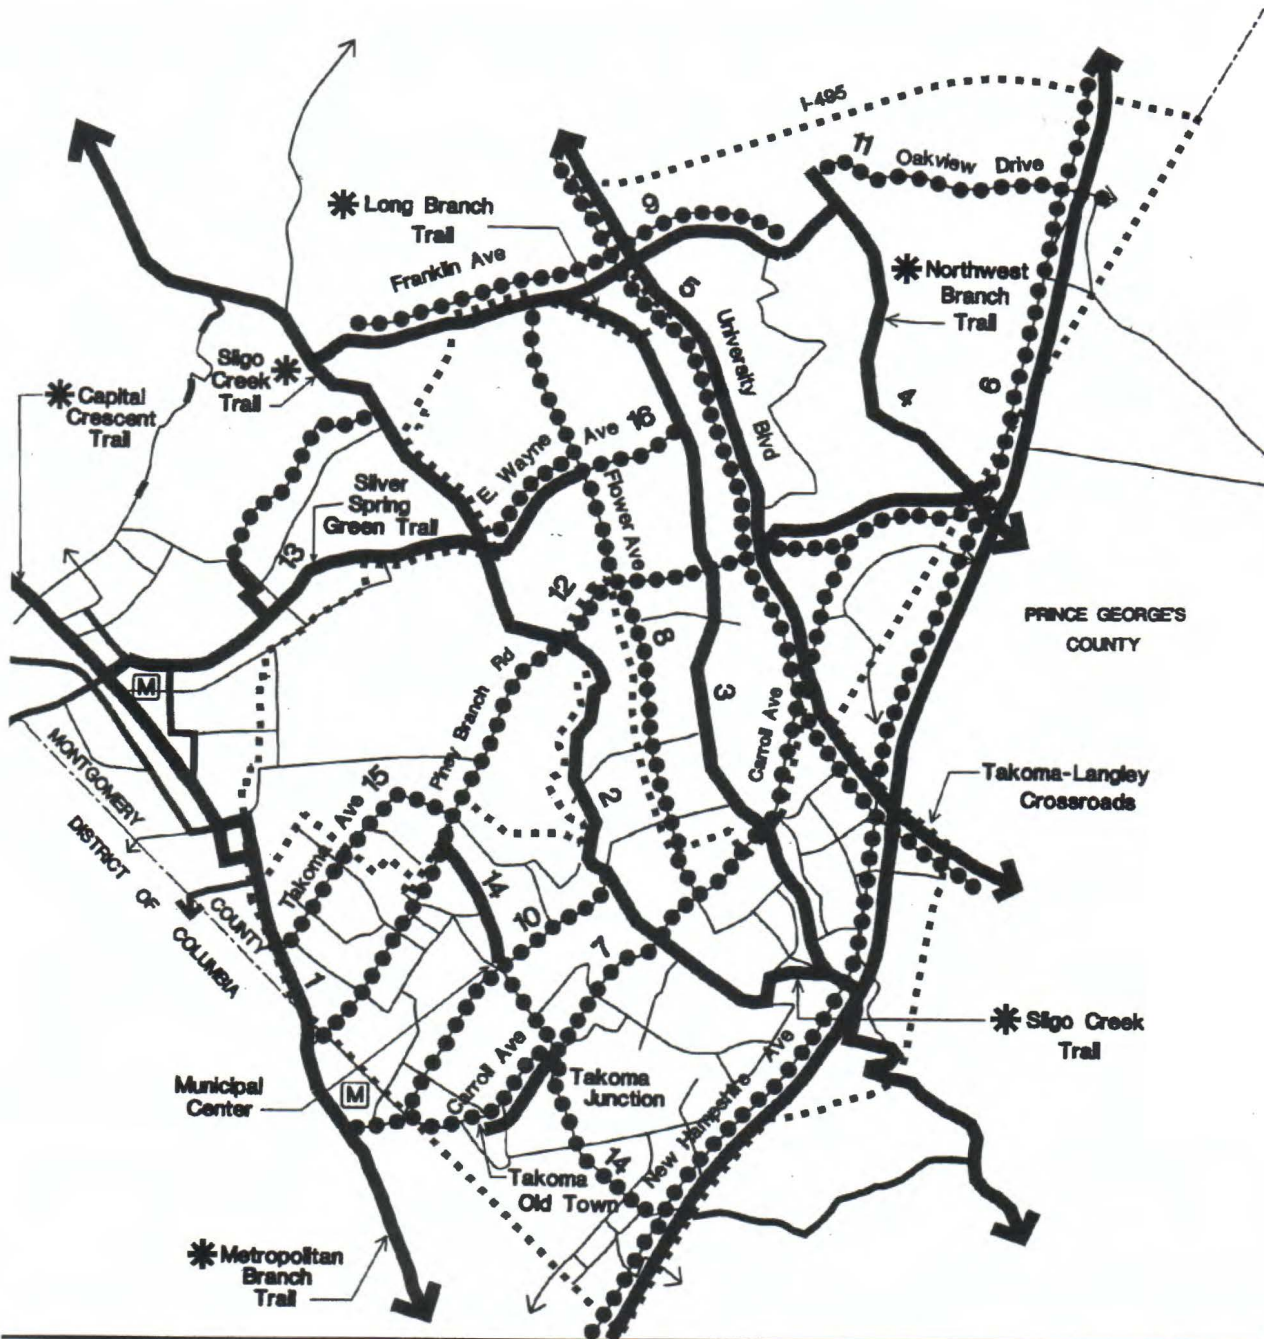 I-495
11
Oakview Drive
9
Long Branch
Trail
Franklin Ave
Northwest
Branch
Trail
5
University
Blvd
Sligo
Creek
Trail
Capital
Crescent
Trail
6
4
16
E. Wayne Ave
Silver
Spring
Green Trail
Flower Ave
13
12
PRINCE GEORGE'S
COUNTY
8
Piney Branch Rd
M
3
Carroll Ave
MONTGOMERY
COUNTY
DISTRICT OF
COLUMBIA
Takoma-Langley
Crossroads
Takoma Ave 15
2
14
10
7
1
Sligo Creek
Trail
Municipal
Center
M
Carroll Ave
Takoma
Junction
New Hampshire Ave
14
Takoma
Old Town
Metropolitan
Branch
Trail